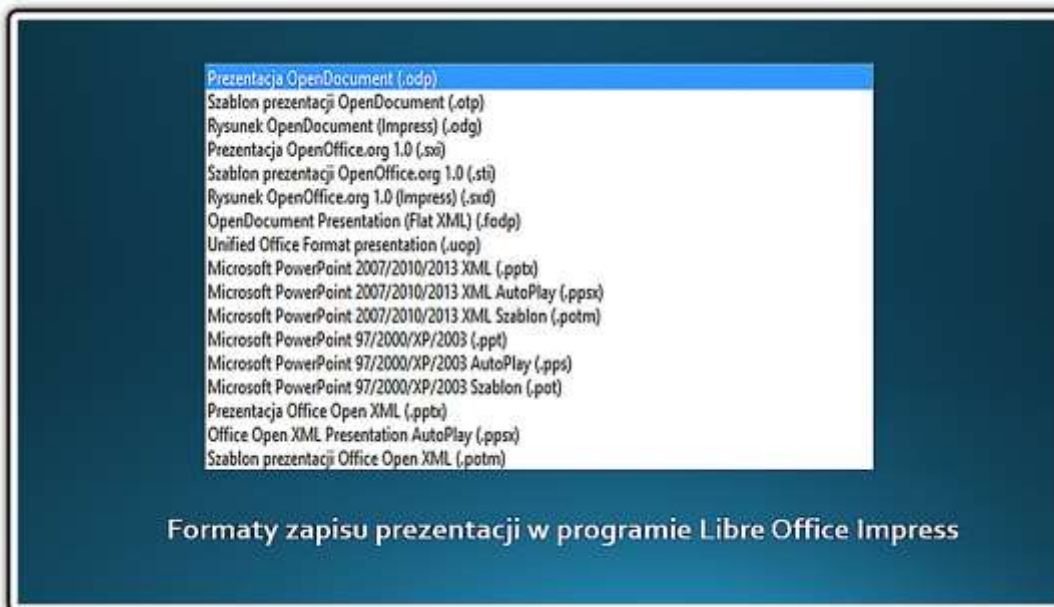 Prezentacja OpenDocument (.odp)
Szablon prezentacji OpenDocument (.otp)
Rysunek OpenDocument (Impress) (.odg)
Prezentacja OpenOffice.org 1.0 (.sxi)
Szablon prezentacji OpenOffice.org 1.0 (.sti)
Rysunek OpenOffice.org 1.0 (Impress) (.sxd)
OpenDocument Presentation (Flat XML) (.fodp)
Unified Office Format presentation (.uop)
Microsoft PowerPoint 2007/2010/2013 XML (.pptx)
Microsoft PowerPoint 2007/2010/2013 XML AutoPlay (.ppsx)
Microsoft PowerPoint 2007/2010/2013 XML Szablon (.potm)
Microsoft PowerPoint 97/2000/XP/2003 (.ppt)
Microsoft PowerPoint 97/2000/XP/2003 AutoPlay (.pps)
Microsoft PowerPoint 97/2000/XP/2003 Szablon (.pot)
Prezentacja Office Open XML (.pptx)
Office Open XML Presentation AutoPlay (.ppsx)
Szablon prezentacji Office Open XML (.potm)
Formaty zapisu prezentacji w programie Libre Office Impress